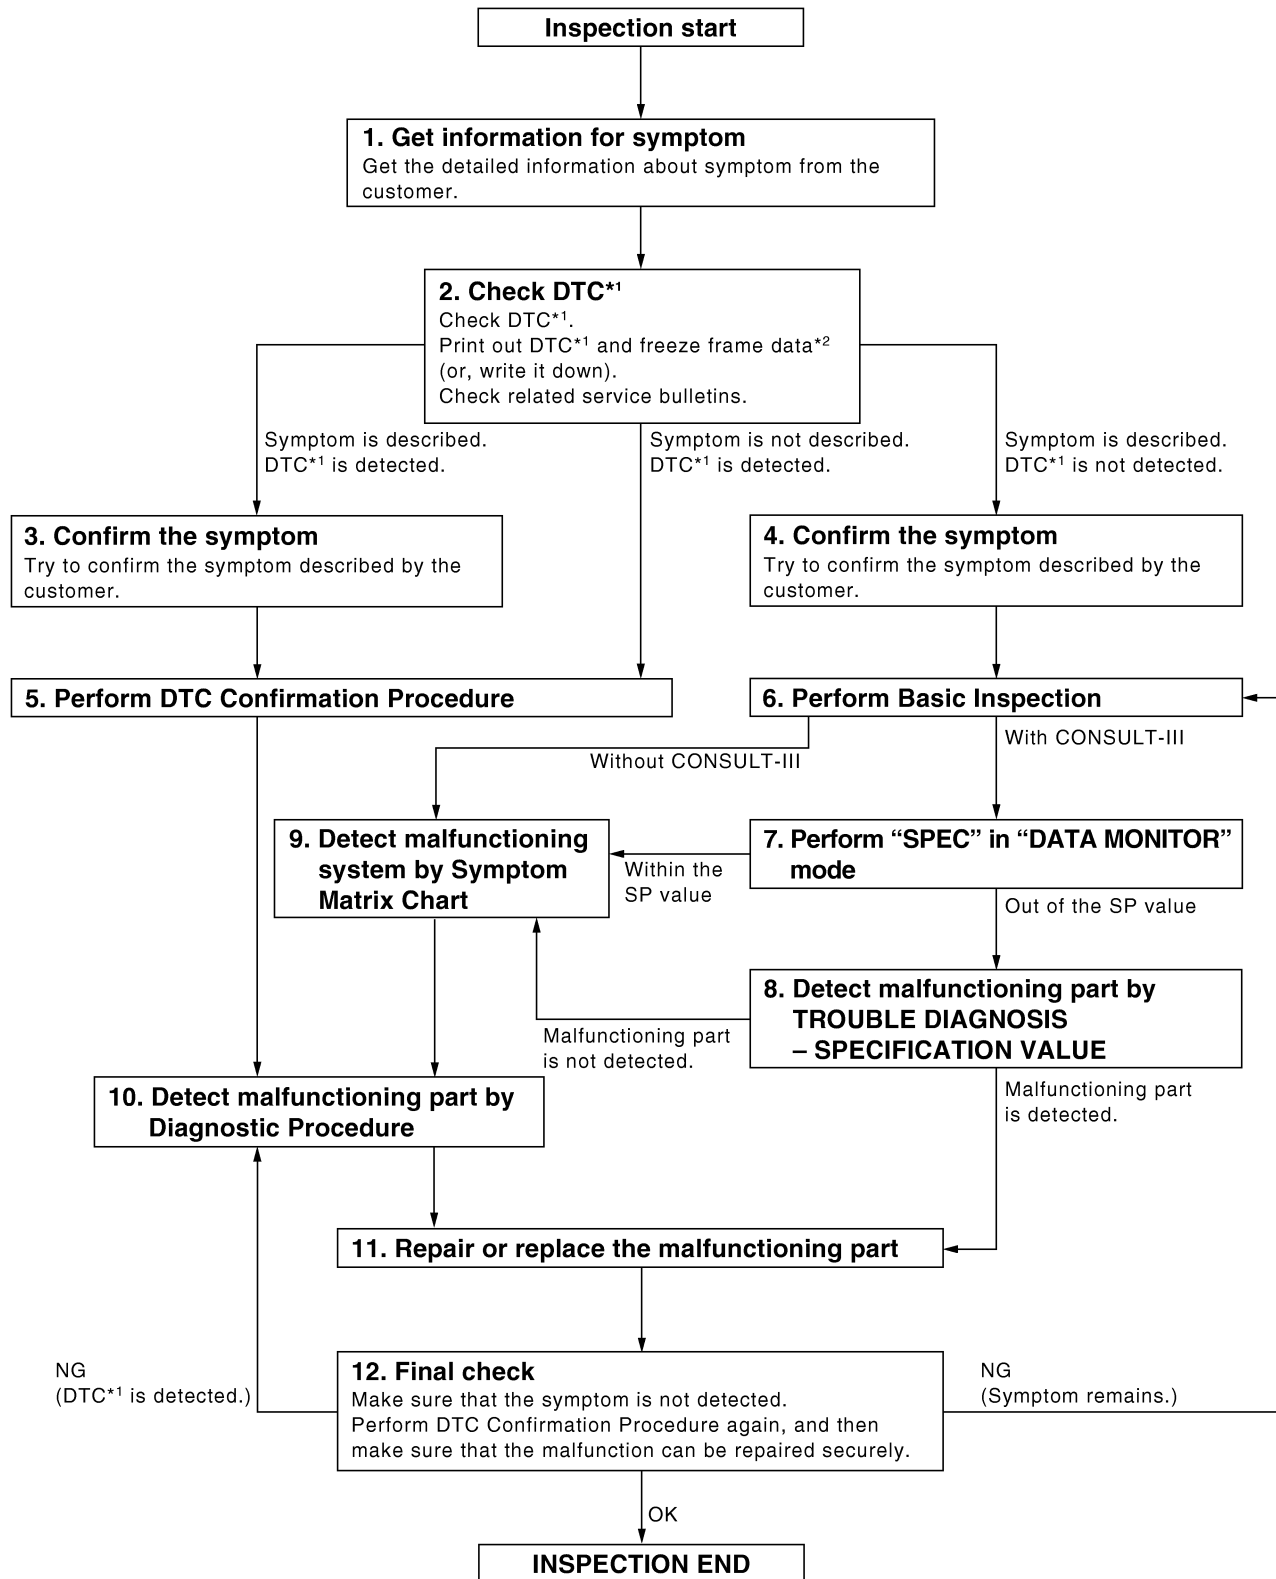 Inspection start
1. Get information for symptom
Get the detailed information about symptom from the
customer.
2. Check DTC*1
Check DTC*1.
Print out DTC*1 and freeze frame data*2
(or, write it down).
Check related service bulletins.
Symptom is described.
DTC*1 is detected.
Symptom is not described.
DTC*1 is detected.
Symptom is described.
DTC*1 is not detected.
3. Confirm the symptom
Try to confirm the symptom described by the
customer.
4. Confirm the symptom
Try to confirm the symptom described by the
customer.
5. Perform DTC Confirmation Procedure
6. Perform Basic Inspection
Without CONSULT-III
With CONSULT-III
9. Detect malfunctioning
system by Symptom
Matrix Chart
Within the
SP value
7. Perform “SPEC” in “DATA MONITOR”
mode
Out of the SP value
8. Detect malfunctioning part by
TROUBLE DIAGNOSIS
– SPECIFICATION VALUE
Malfunctioning part
is not detected.
Malfunctioning part
is detected.
10. Detect malfunctioning part by
Diagnostic Procedure
11. Repair or replace the malfunctioning part
NG
(DTC*1 is detected.)
12. Final check
Make sure that the symptom is not detected.
Perform DTC Confirmation Procedure again, and then
make sure that the malfunction can be repaired securely.
NG
(Symptom remains.)
OK
INSPECTION END